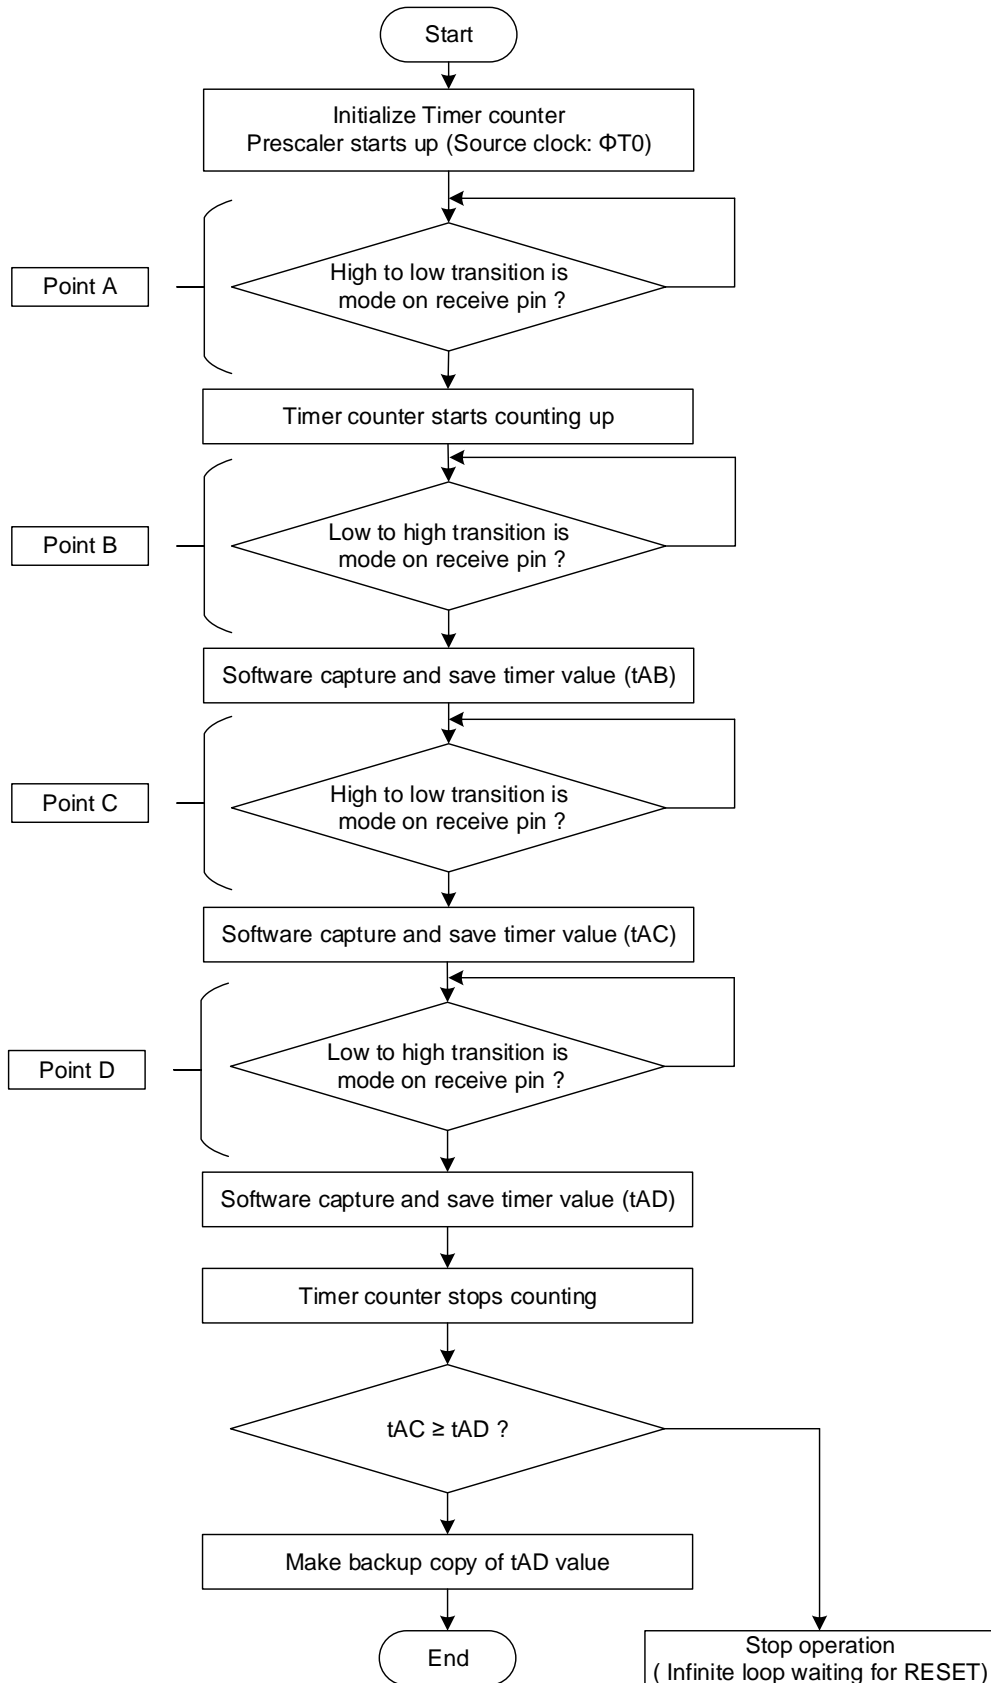 Start
Initialize Timer counter
Prescaler starts up (Source clock: ΦT0)
Point A
High to low transition is
mode on receive pin ?
Timer counter starts counting up
Point B
Low to high transition is
mode on receive pin ?
Software capture and save timer value (tAB)
Point C
High to low transition is
mode on receive pin ?
Software capture and save timer value (tAC)
Point D
Low to high transition is
mode on receive pin ?
Software capture and save timer value (tAD)
Timer counter stops counting
tAC ≥ tAD ?
Make backup copy of tAD value
End
Stop operation
( Infinite loop waiting for RESET)